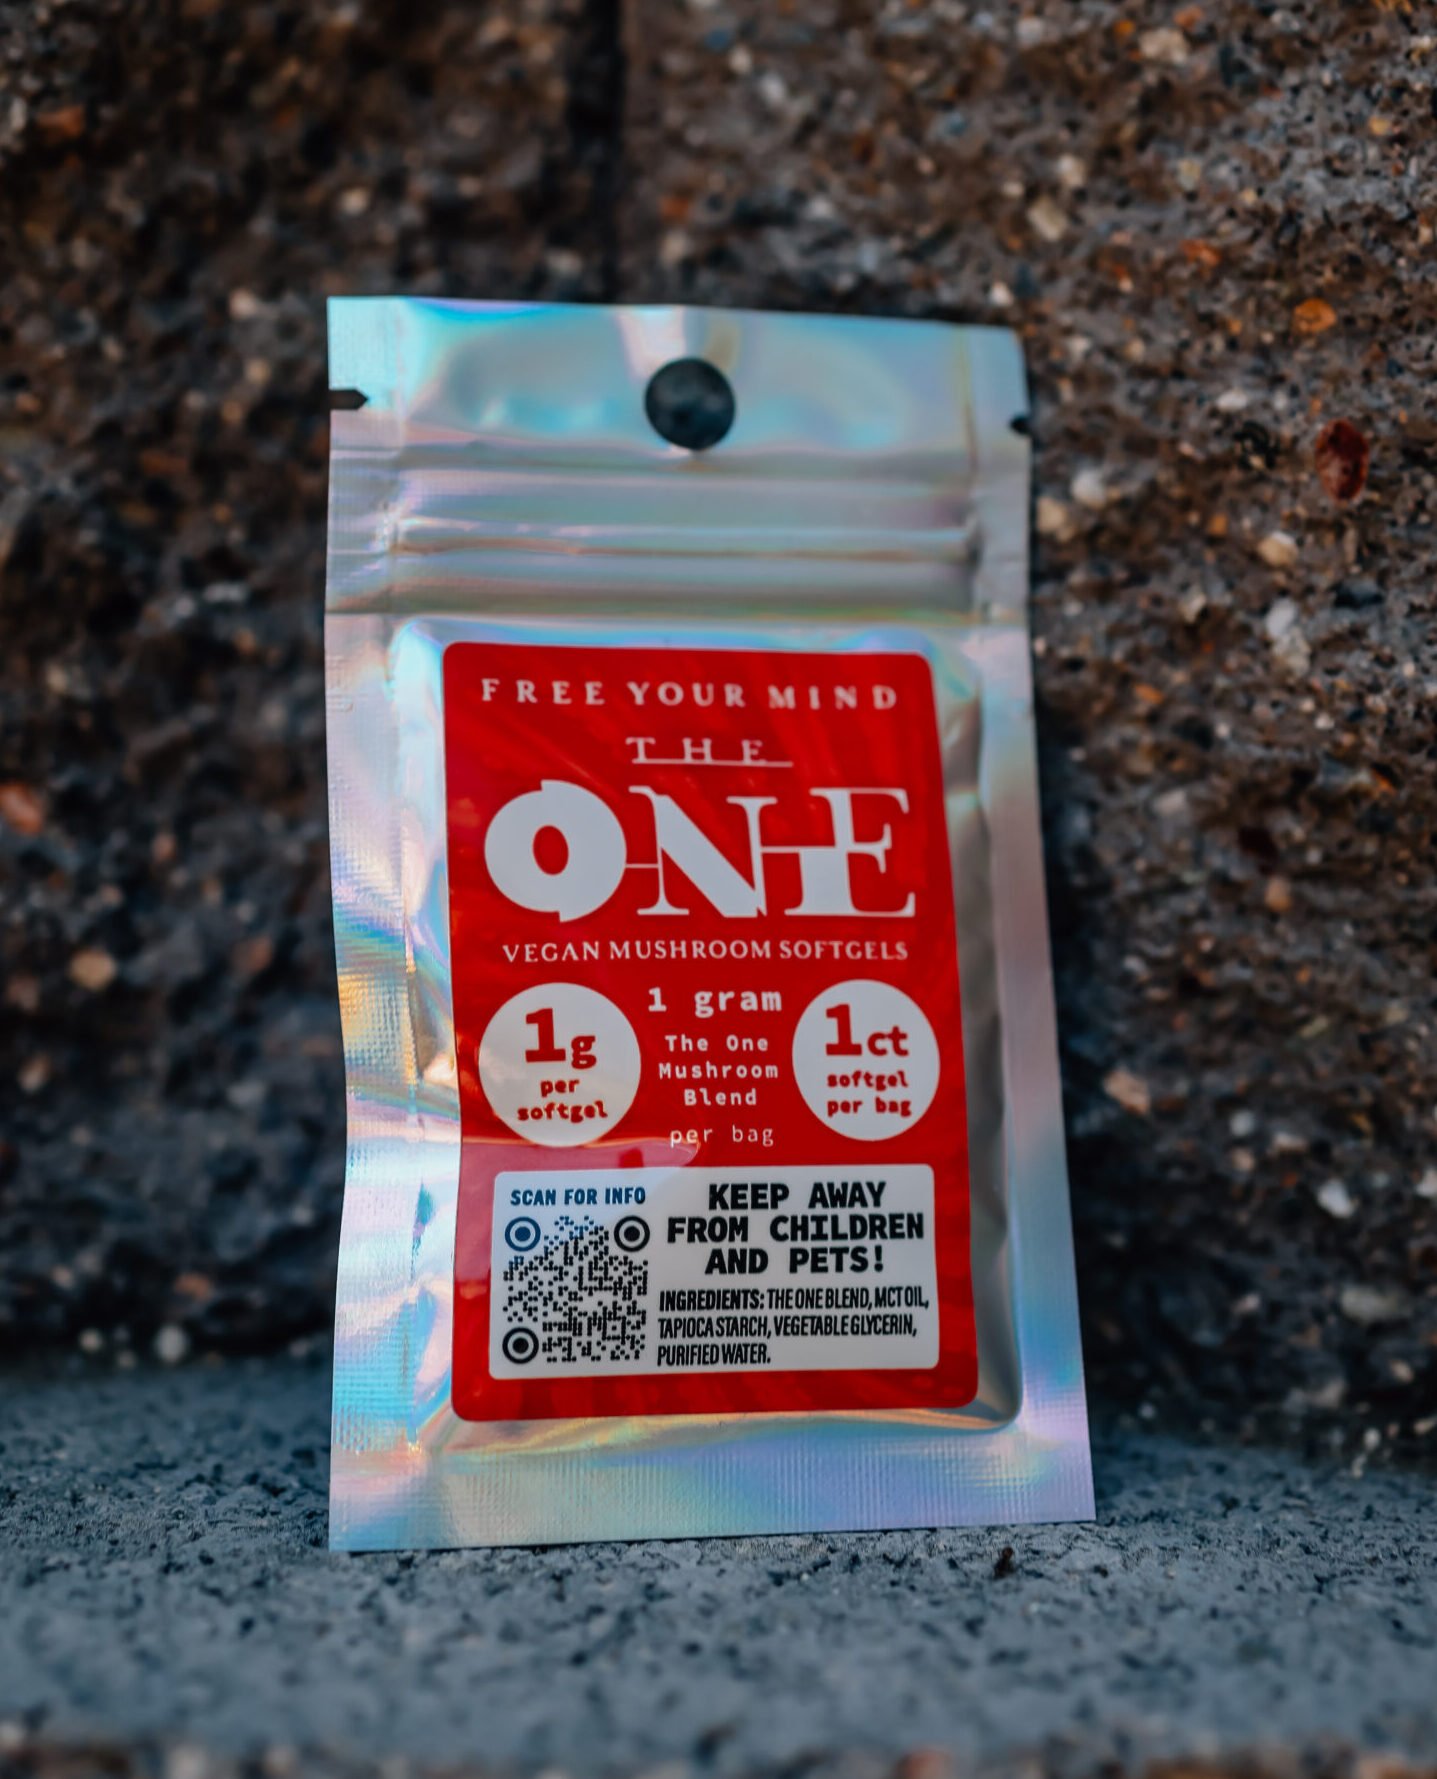 FREE YOUR MIND
THE
ONE
VEGAN MUSHROOM SOFTGELS
1g
per
softgel
1 gram
The One
Mushroom
Blend
per bag
1ct
softgel
per bag
SCAN FOR INFO
KEEP AWAY
FROM CHILDREN
AND PETS!
INGREDIENTS: THE ONE BLEND, MCT OIL,
TAPIOCA STARCH, VEGETABLE GLYCERIN,
PURIFIED WATER.